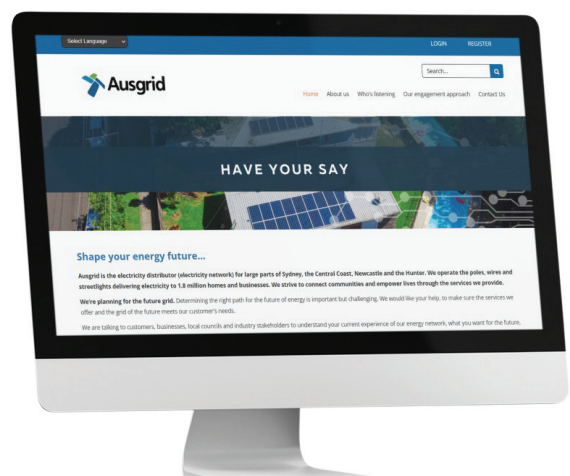 Select Language
LOGIN REGISTER
Search...
Ausgrid
Home About us Who's listening Our engagement approach Contact Us
HAVE YOUR SAY
Shape your energy future...
Ausgrid is the electricity distributor (electricity network) for large parts of Sydney, the Central Coast, Newcastle and the Hunter. We operate the poles, wires and
streetlights delivering electricity to 1.8 million homes and businesses. We strive to connect communities and empower lives through the services we provide.
We're planning for the future grid. Determining the right path for the future of energy is important but challenging. We would like your help, to make sure the services we
offer and the grid of the future meets our customer's needs.
We are talking to customers, businesses, local councils and industry stakeholders to understand your current experience of our energy network, what you want for the future,